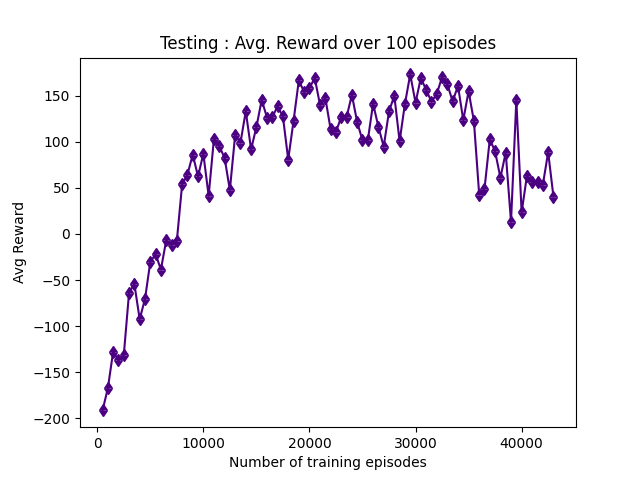 Testing : Avg. Reward over 100 episodes
150
100
50
0
−50
−100
−150
−200
Avg Reward
0 10000 20000 30000 40000
Number of training episodes